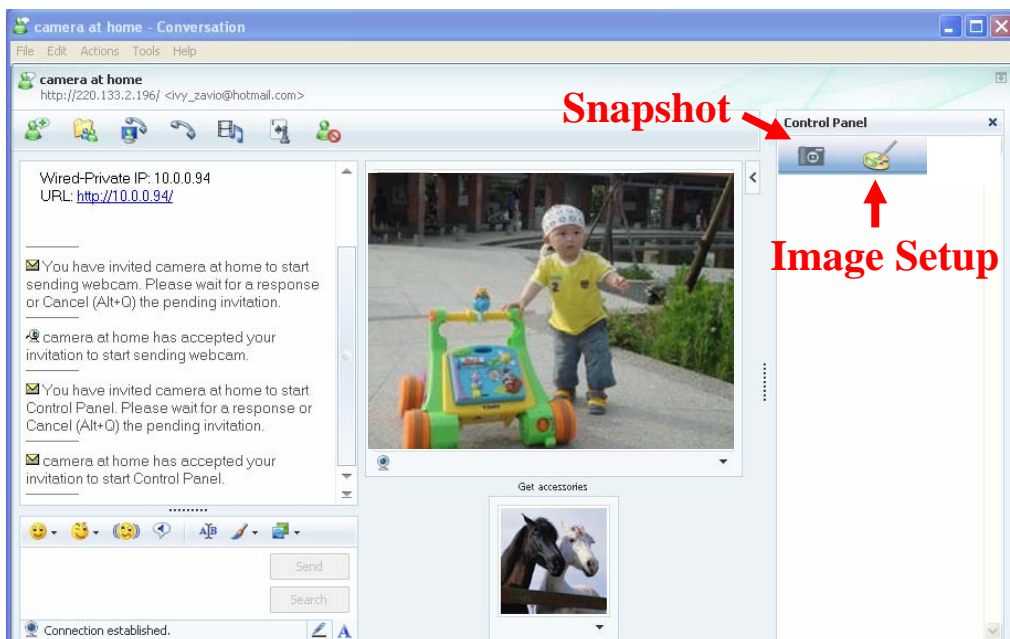 camera at home - Conversation
File Edit Actions Tools Help
camera at home
http://220.133.2.196/ <ivy_zavio@hotmail.com>
Snapshot
Control Panel
Image Setup
Wired-Private IP: 10.0.0.94
URL: http://10.0.0.94/
You have invited camera at home to start
sending webcam. Please wait for a response
or Cancel (Alt+Q) the pending invitation.
camera at home has accepted your
invitation to start sending webcam.
You have invited camera at home to start
Control Panel. Please wait for a response or
Cancel (Alt+Q) the pending invitation.
camera at home has accepted your
invitation to start Control Panel.
Get accessories
AIB
Send
Search
Connection established.
A